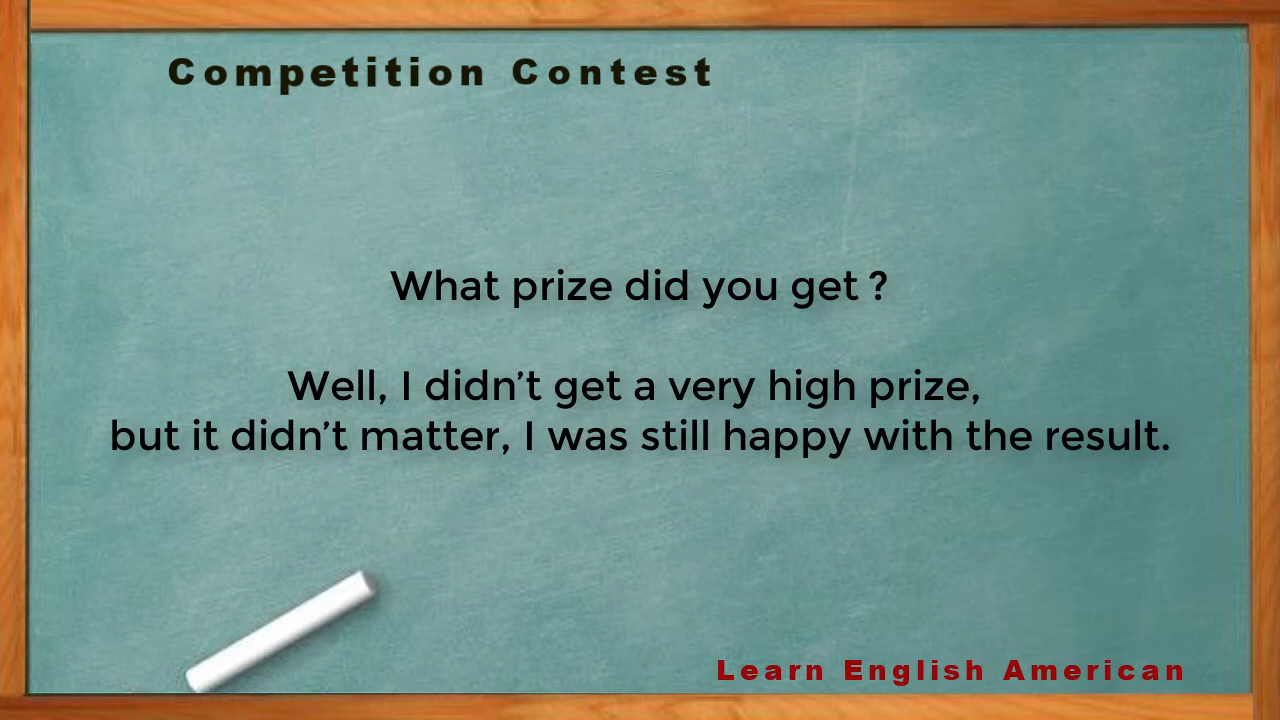 Competition Contest
What prize did you get ?
Well, I didn’t get a very high prize,
but it didn’t matter, I was still happy with the result.
Learn English American